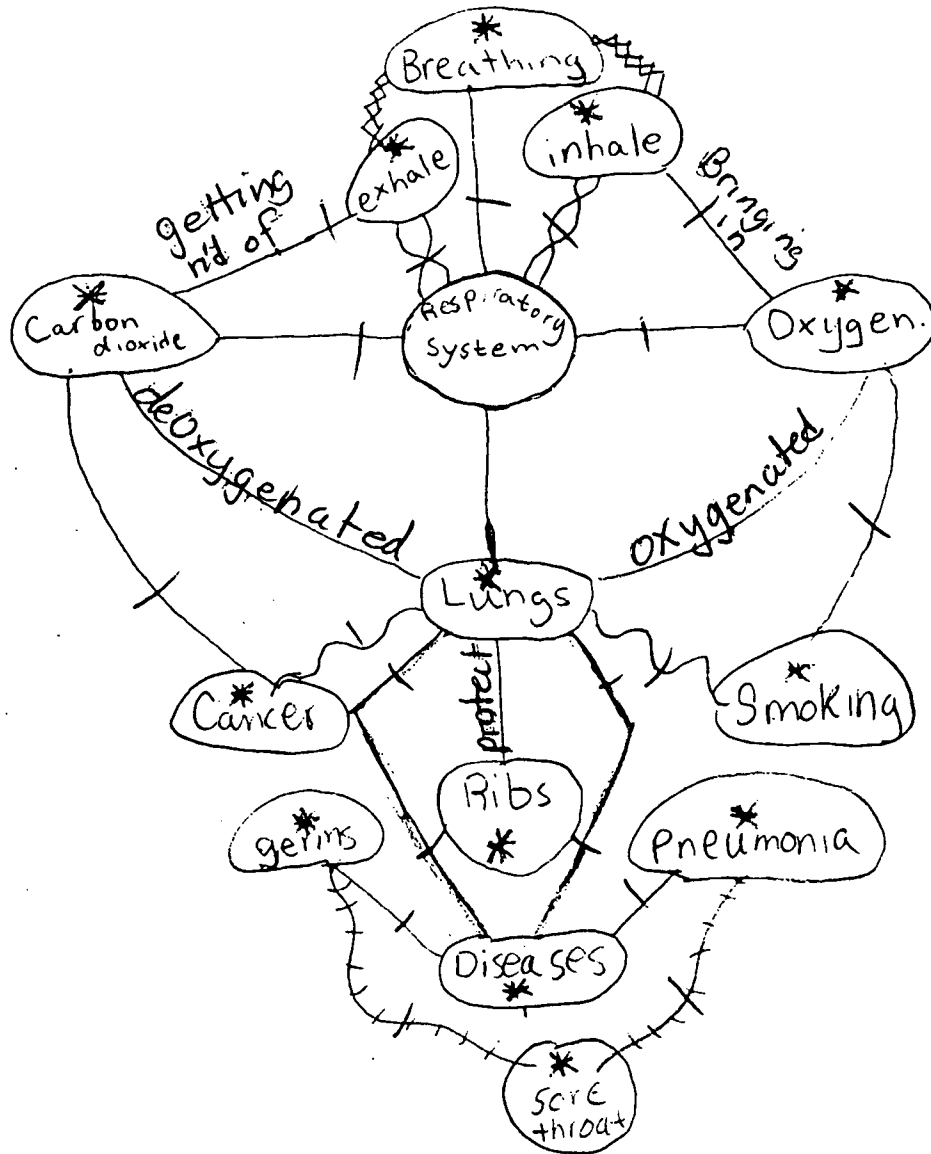 Breathing
exhale
inhale
getting
rid of
Bringing
in
Carbon
dioxide
Respiratory
System
Oxygen.
deoxygenated
oxygenated
Lungs
protect
Cancer
Smoking
Ribs
germs
Pneumonia
Diseases
Sore
throat